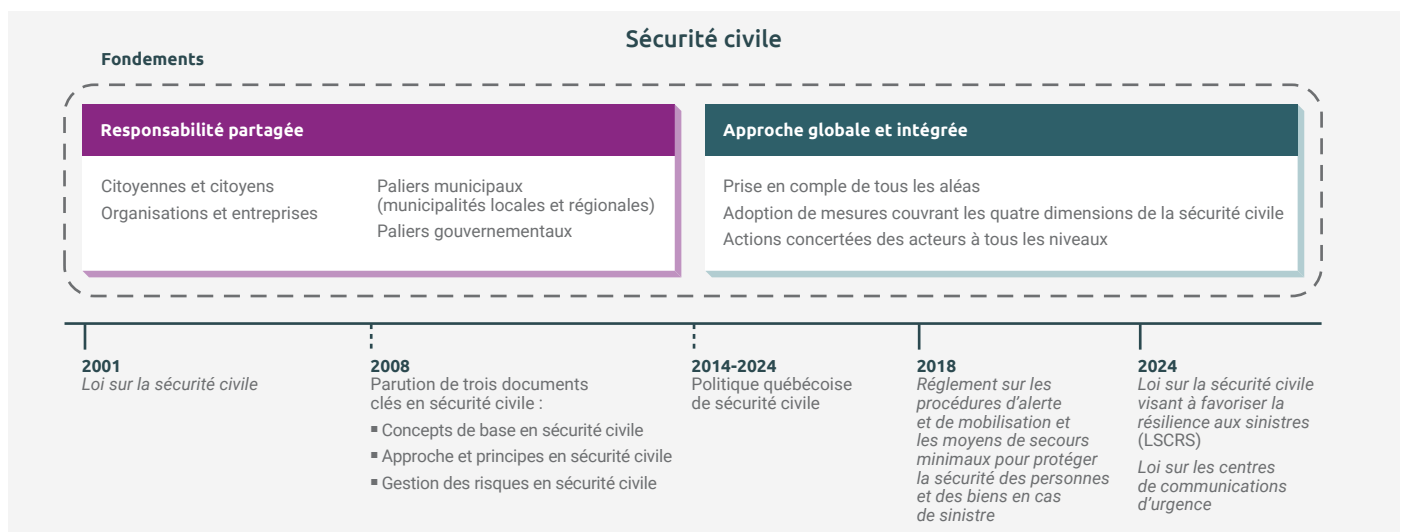 Sécurité civile
Fondements
Responsabilité partagée
Citoyennes et citoyens
Organisations et entreprises
Paliers municipaux
(municipalités locales et régionales)
Paliers gouvernementaux
Approche globale et intégrée
Prise en comple de tous les aléas
Adoption de mesures couvrant les quatre dimensions de la sécurité civile
Actions concertées des acteurs à tous les niveaux
2001
Loi sur la sécurité civile
2008
Parution de trois documents
clés en sécurité civile :
▪ Concepts de base en sécurité civile
▪ Approche et principes en sécurité civile
▪ Gestion des risques en sécurité civile
2014-2024
Politique québécoise
de sécurité civile
2018
Réglement sur les
procédures d'alerte
et de mobilisation et
les moyens de secours
minimaux pour protéger
la sécurité des personnes
et des biens en cas
de sinistre
2024
Loi sur la sécurité civile
visant à favoriser la
résilience aux sinistres
(LSCRS)
Loi sur les centres
de communications
d'urgence